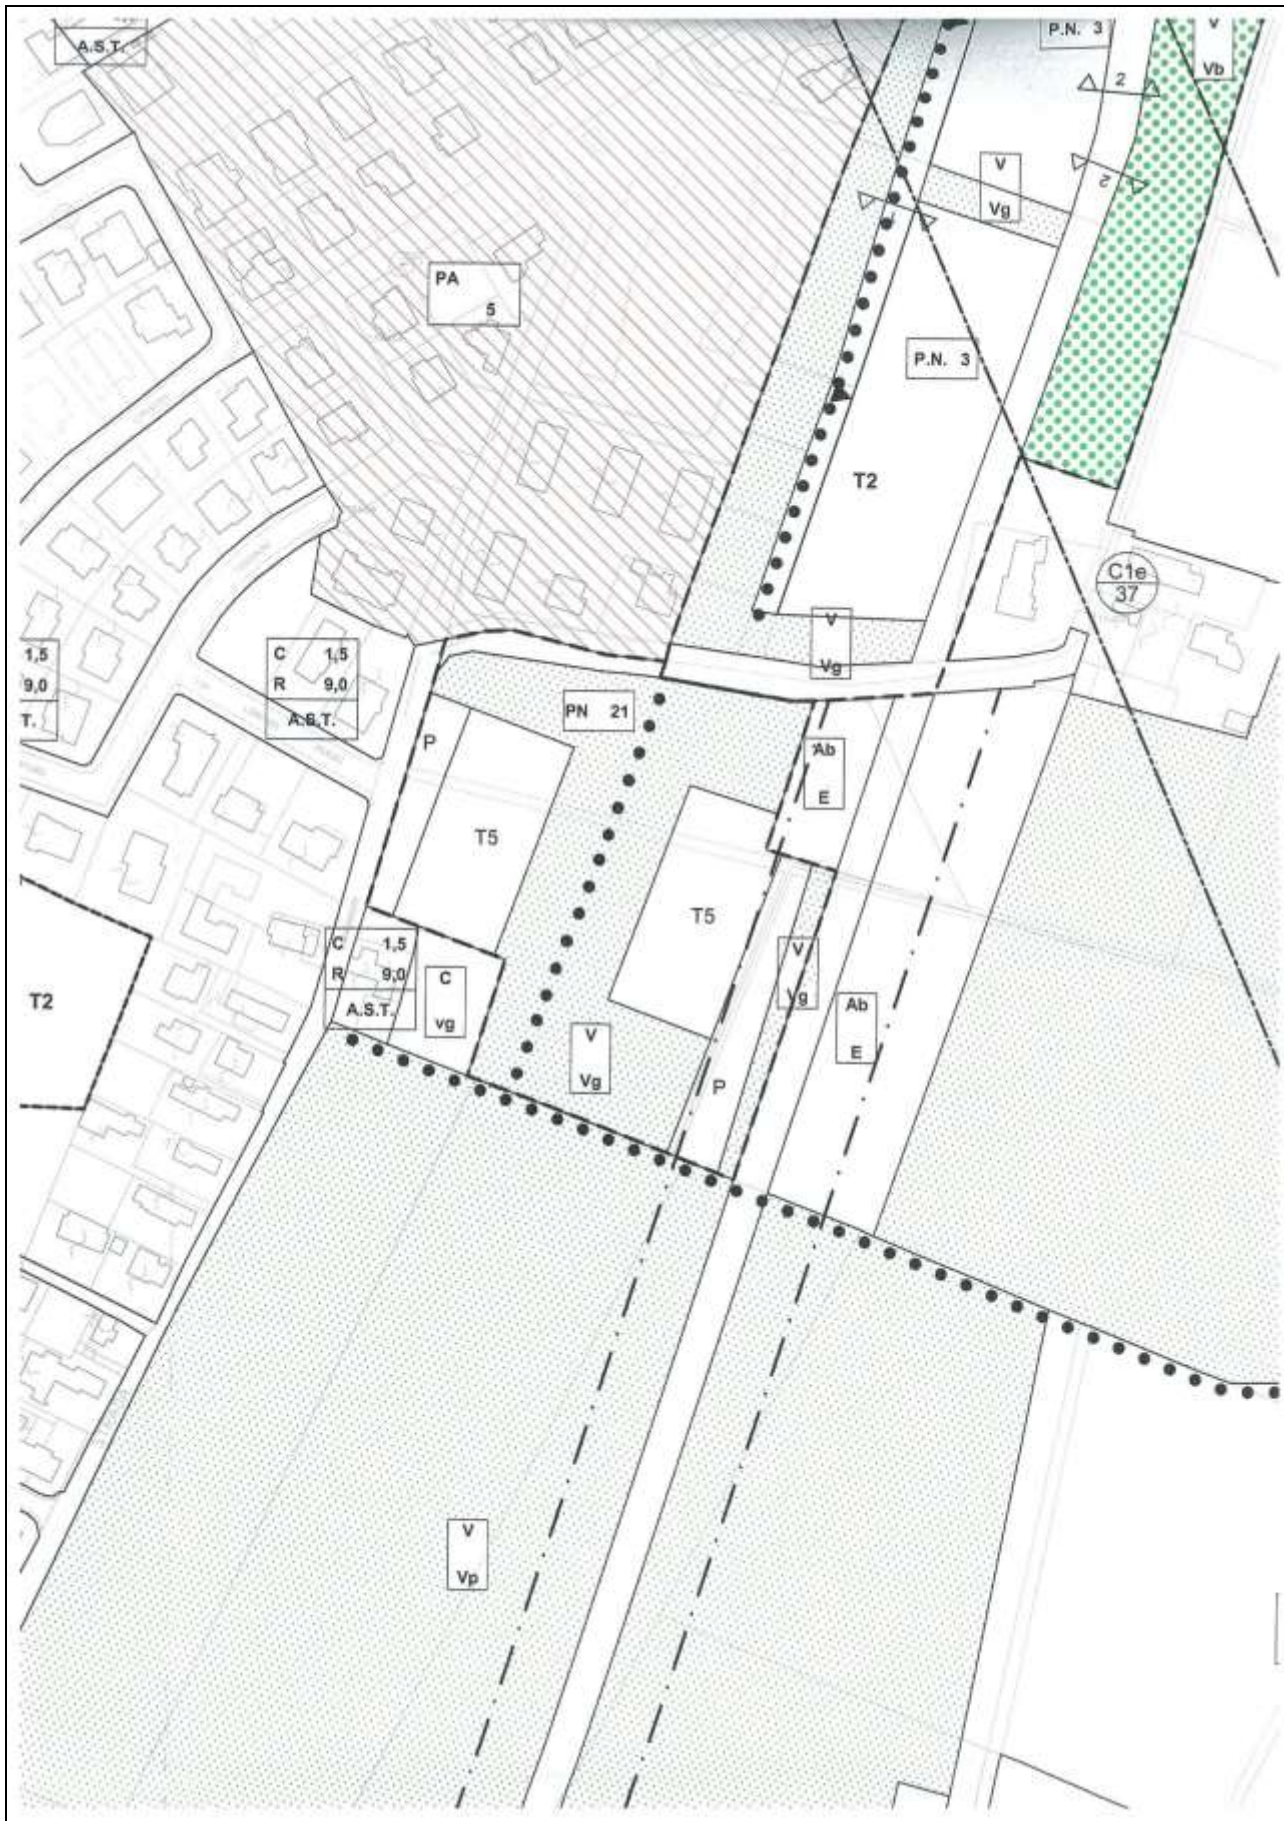 A.S.T.
P.N. 3
V
Vb
2
2
V
Vg
PA
5
P.N. 3
T2
C1e
37
V
Vg
1,5
9,0
T.
C 1,5
R 9,0
A.S.T.
PN 21
P
Ab
E
T5
T5
C 1,5
R 9,0
A.S.T.
C
vg
V
Vg
T2
Ab
E
V
Vg
P
V
Vp